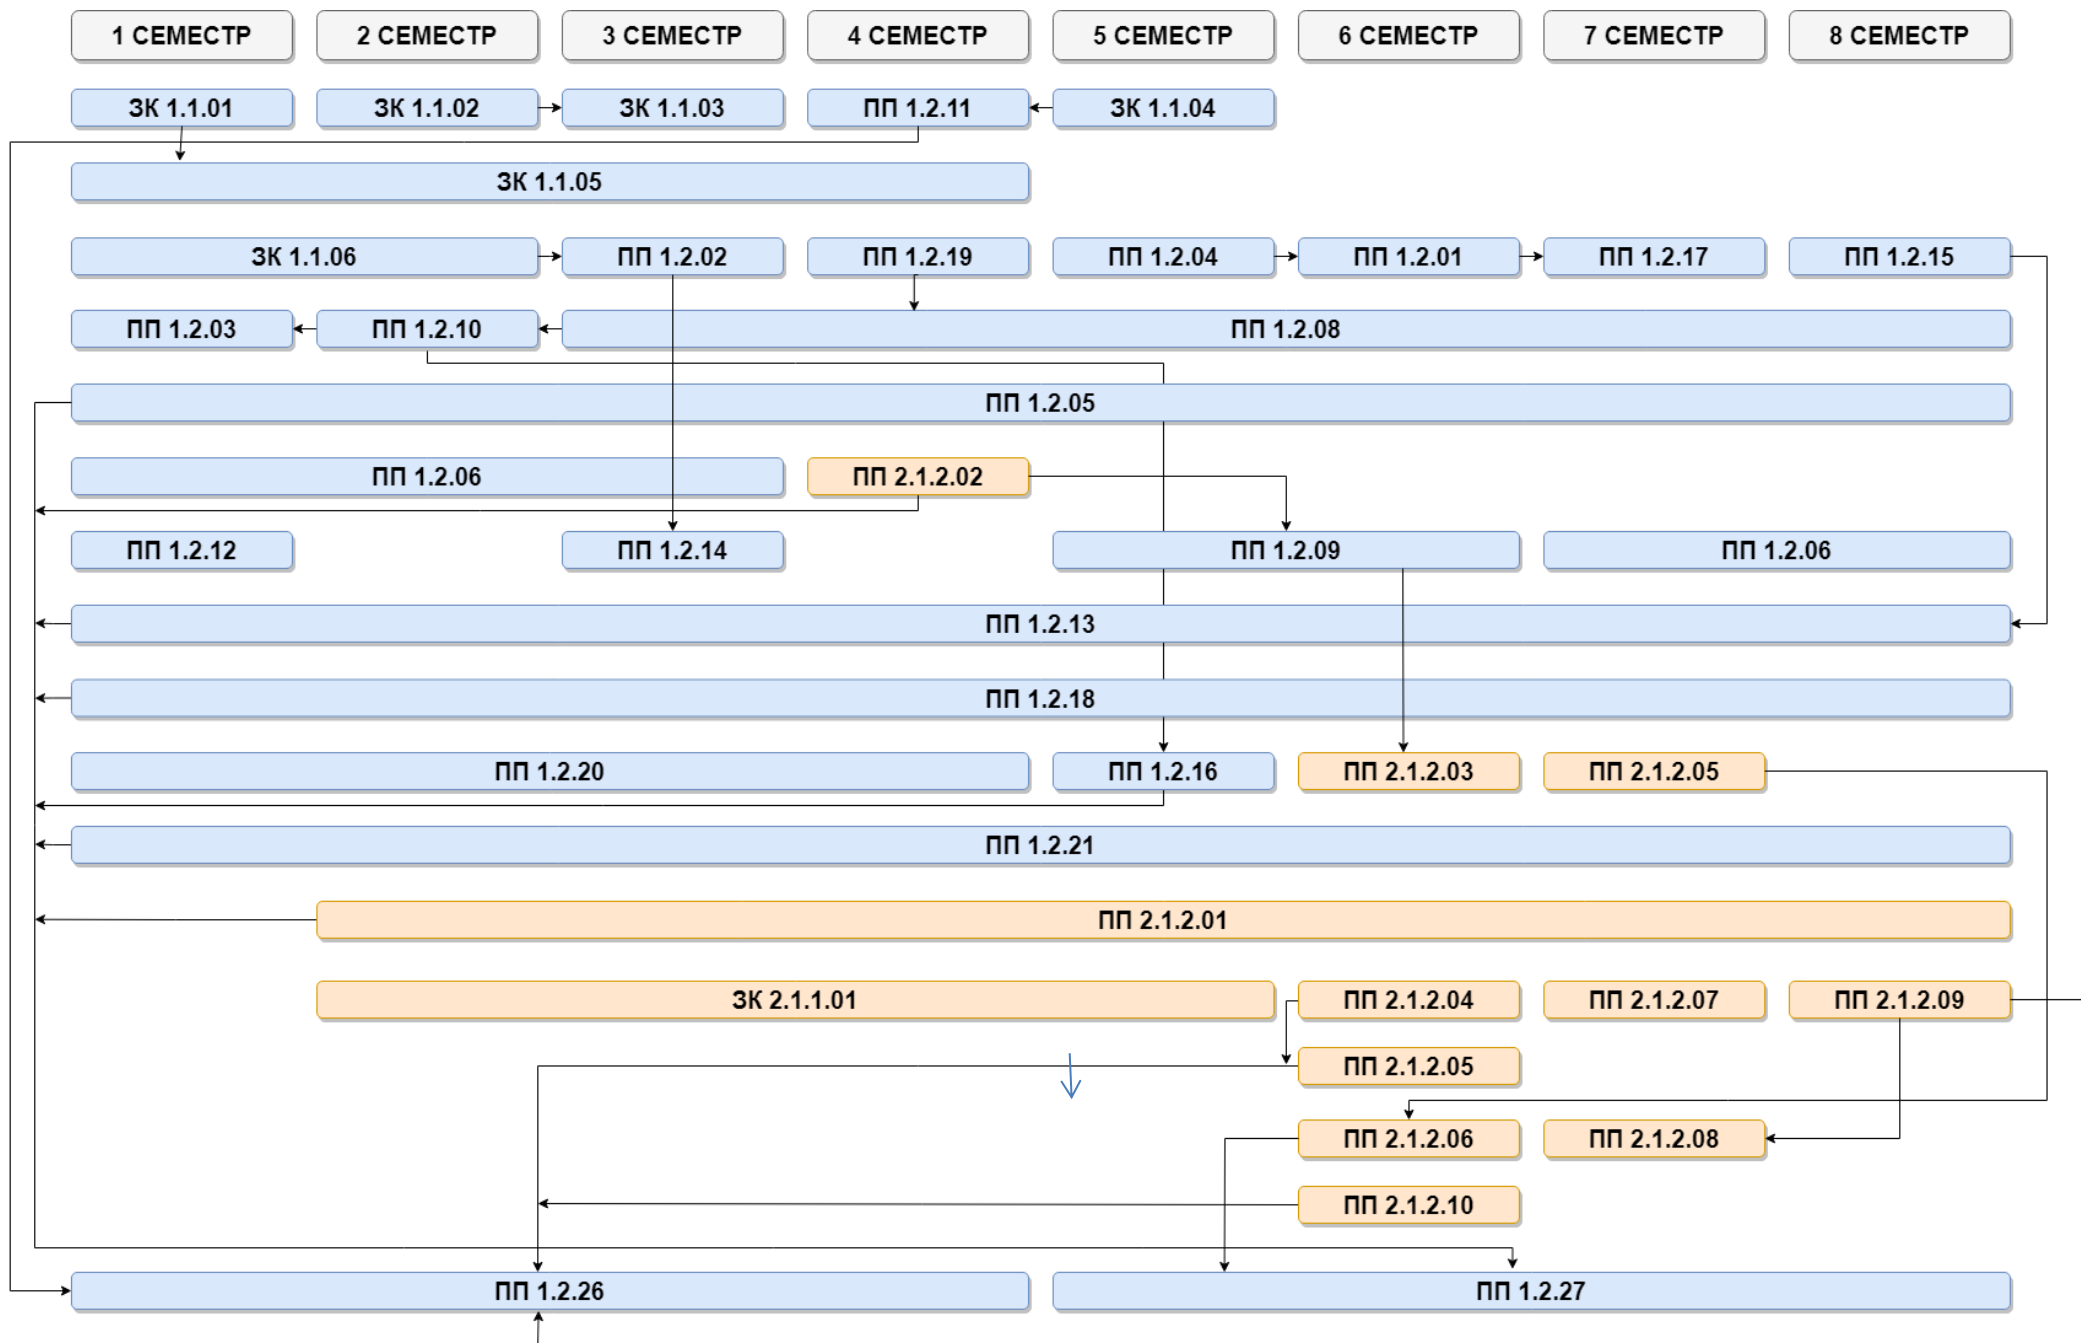 1 СЕМЕСТР 2 СЕМЕСТР 3 СЕМЕСТР 4 СЕМЕСТР 5 СЕМЕСТР 6 СЕМЕСТР 7 СЕМЕСТР 8 СЕМЕСТР
ЗК 1.1.01 ЗК 1.1.02 ЗК 1.1.03 ПП 1.2.11 ЗК 1.1.04
ЗК 1.1.05
ЗК 1.1.06 ПП 1.2.02 ПП 1.2.19 ПП 1.2.04 ПП 1.2.01 ПП 1.2.17 ПП 1.2.15
ПП 1.2.03 ПП 1.2.10 ПП 1.2.08
ПП 1.2.05
ПП 1.2.06 ПП 2.1.2.02
ПП 1.2.12 ПП 1.2.14 ПП 1.2.09 ПП 1.2.06
ПП 1.2.13
ПП 1.2.18
ПП 1.2.20 ПП 1.2.16 ПП 2.1.2.03 ПП 2.1.2.05
ПП 1.2.21
ПП 2.1.2.01
ЗК 2.1.1.01 ПП 2.1.2.04 ПП 2.1.2.07 ПП 2.1.2.09
ПП 2.1.2.05
ПП 2.1.2.06 ПП 2.1.2.08
ПП 2.1.2.10
ПП 1.2.26 ПП 1.2.27